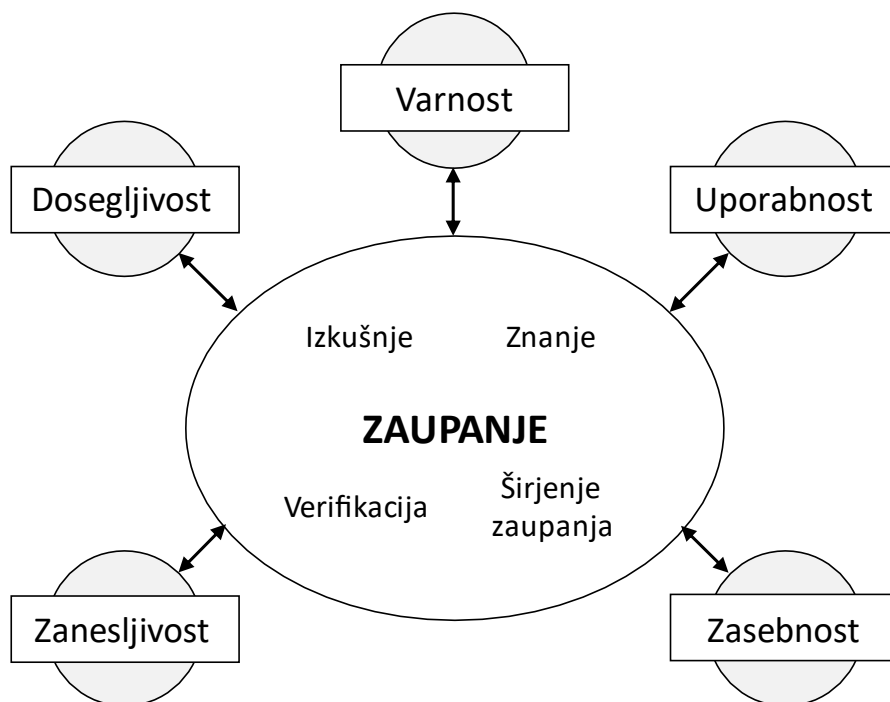 Varnost
Dosegljivost
Uporabnost
Izkušnje
Znanje
ZAUPANJE
Verifikacija
Širjenje
zaupanja
Zanesljivost
Zasebnost